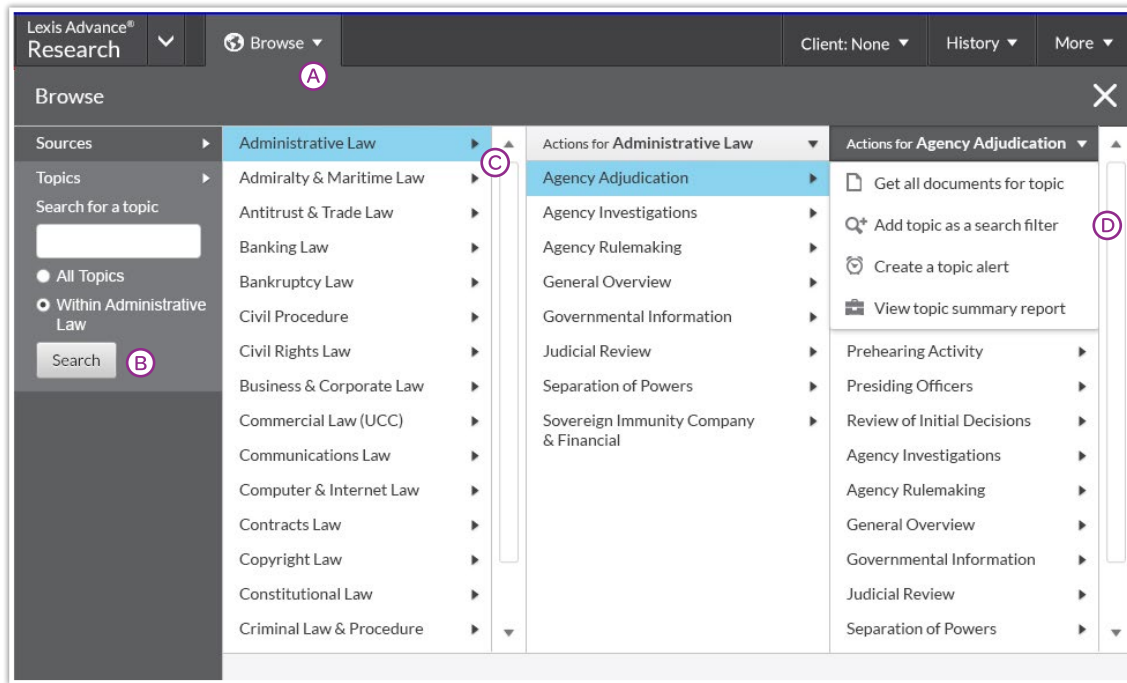 Lexis Advance®
Research
Browse
Client: None
History
More
A
Browse
Sources
Topics
Search for a topic
All Topics
Within Administrative
Law
Search
B
Administrative Law
C
Admiralty & Maritime Law
Antitrust & Trade Law
Banking Law
Bankruptcy Law
Civil Procedure
Civil Rights Law
Business & Corporate Law
Commercial Law (UCC)
Communications Law
Computer & Internet Law
Contracts Law
Copyright Law
Constitutional Law
Criminal Law & Procedure
Actions for Administrative Law
Agency Adjudication
Agency Investigations
Agency Rulemaking
General Overview
Governmental Information
Judicial Review
Separation of Powers
Sovereign Immunity Company
& Financial
Actions for Agency Adjudication
Get all documents for topic
Add topic as a search filter
D
Create a topic alert
View topic summary report
Prehearing Activity
Presiding Officers
Review of Initial Decisions
Agency Investigations
Agency Rulemaking
General Overview
Governmental Information
Judicial Review
Separation of Powers